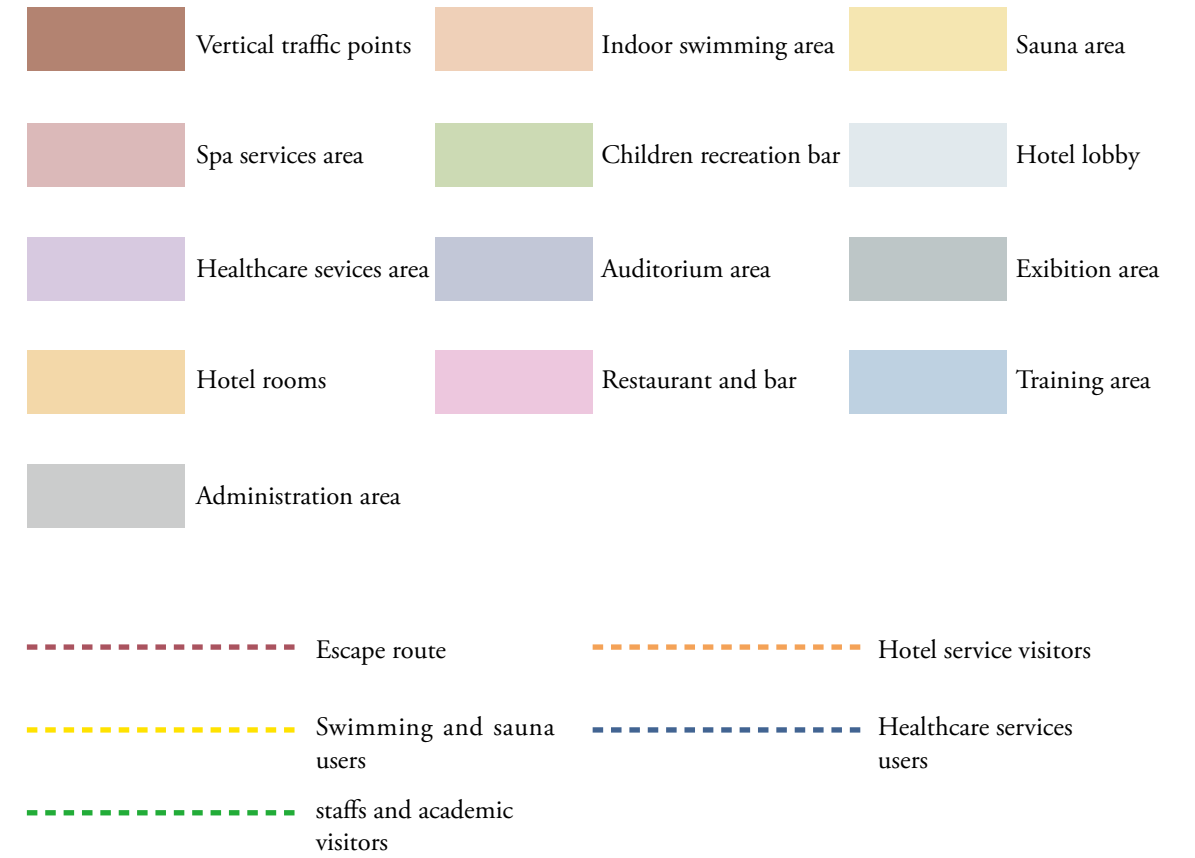 Vertical traffic points
Indoor swimming area
Sauna area
Spa services area
Children recreation bar
Hotel lobby
Healthcare sevices area
Auditorium area
Exibition area
Hotel rooms
Restaurant and bar
Training area
Administration area
Escape route
Hotel service visitors
Swimming and sauna
users
Healthcare services
users
staffs and academic
visitors